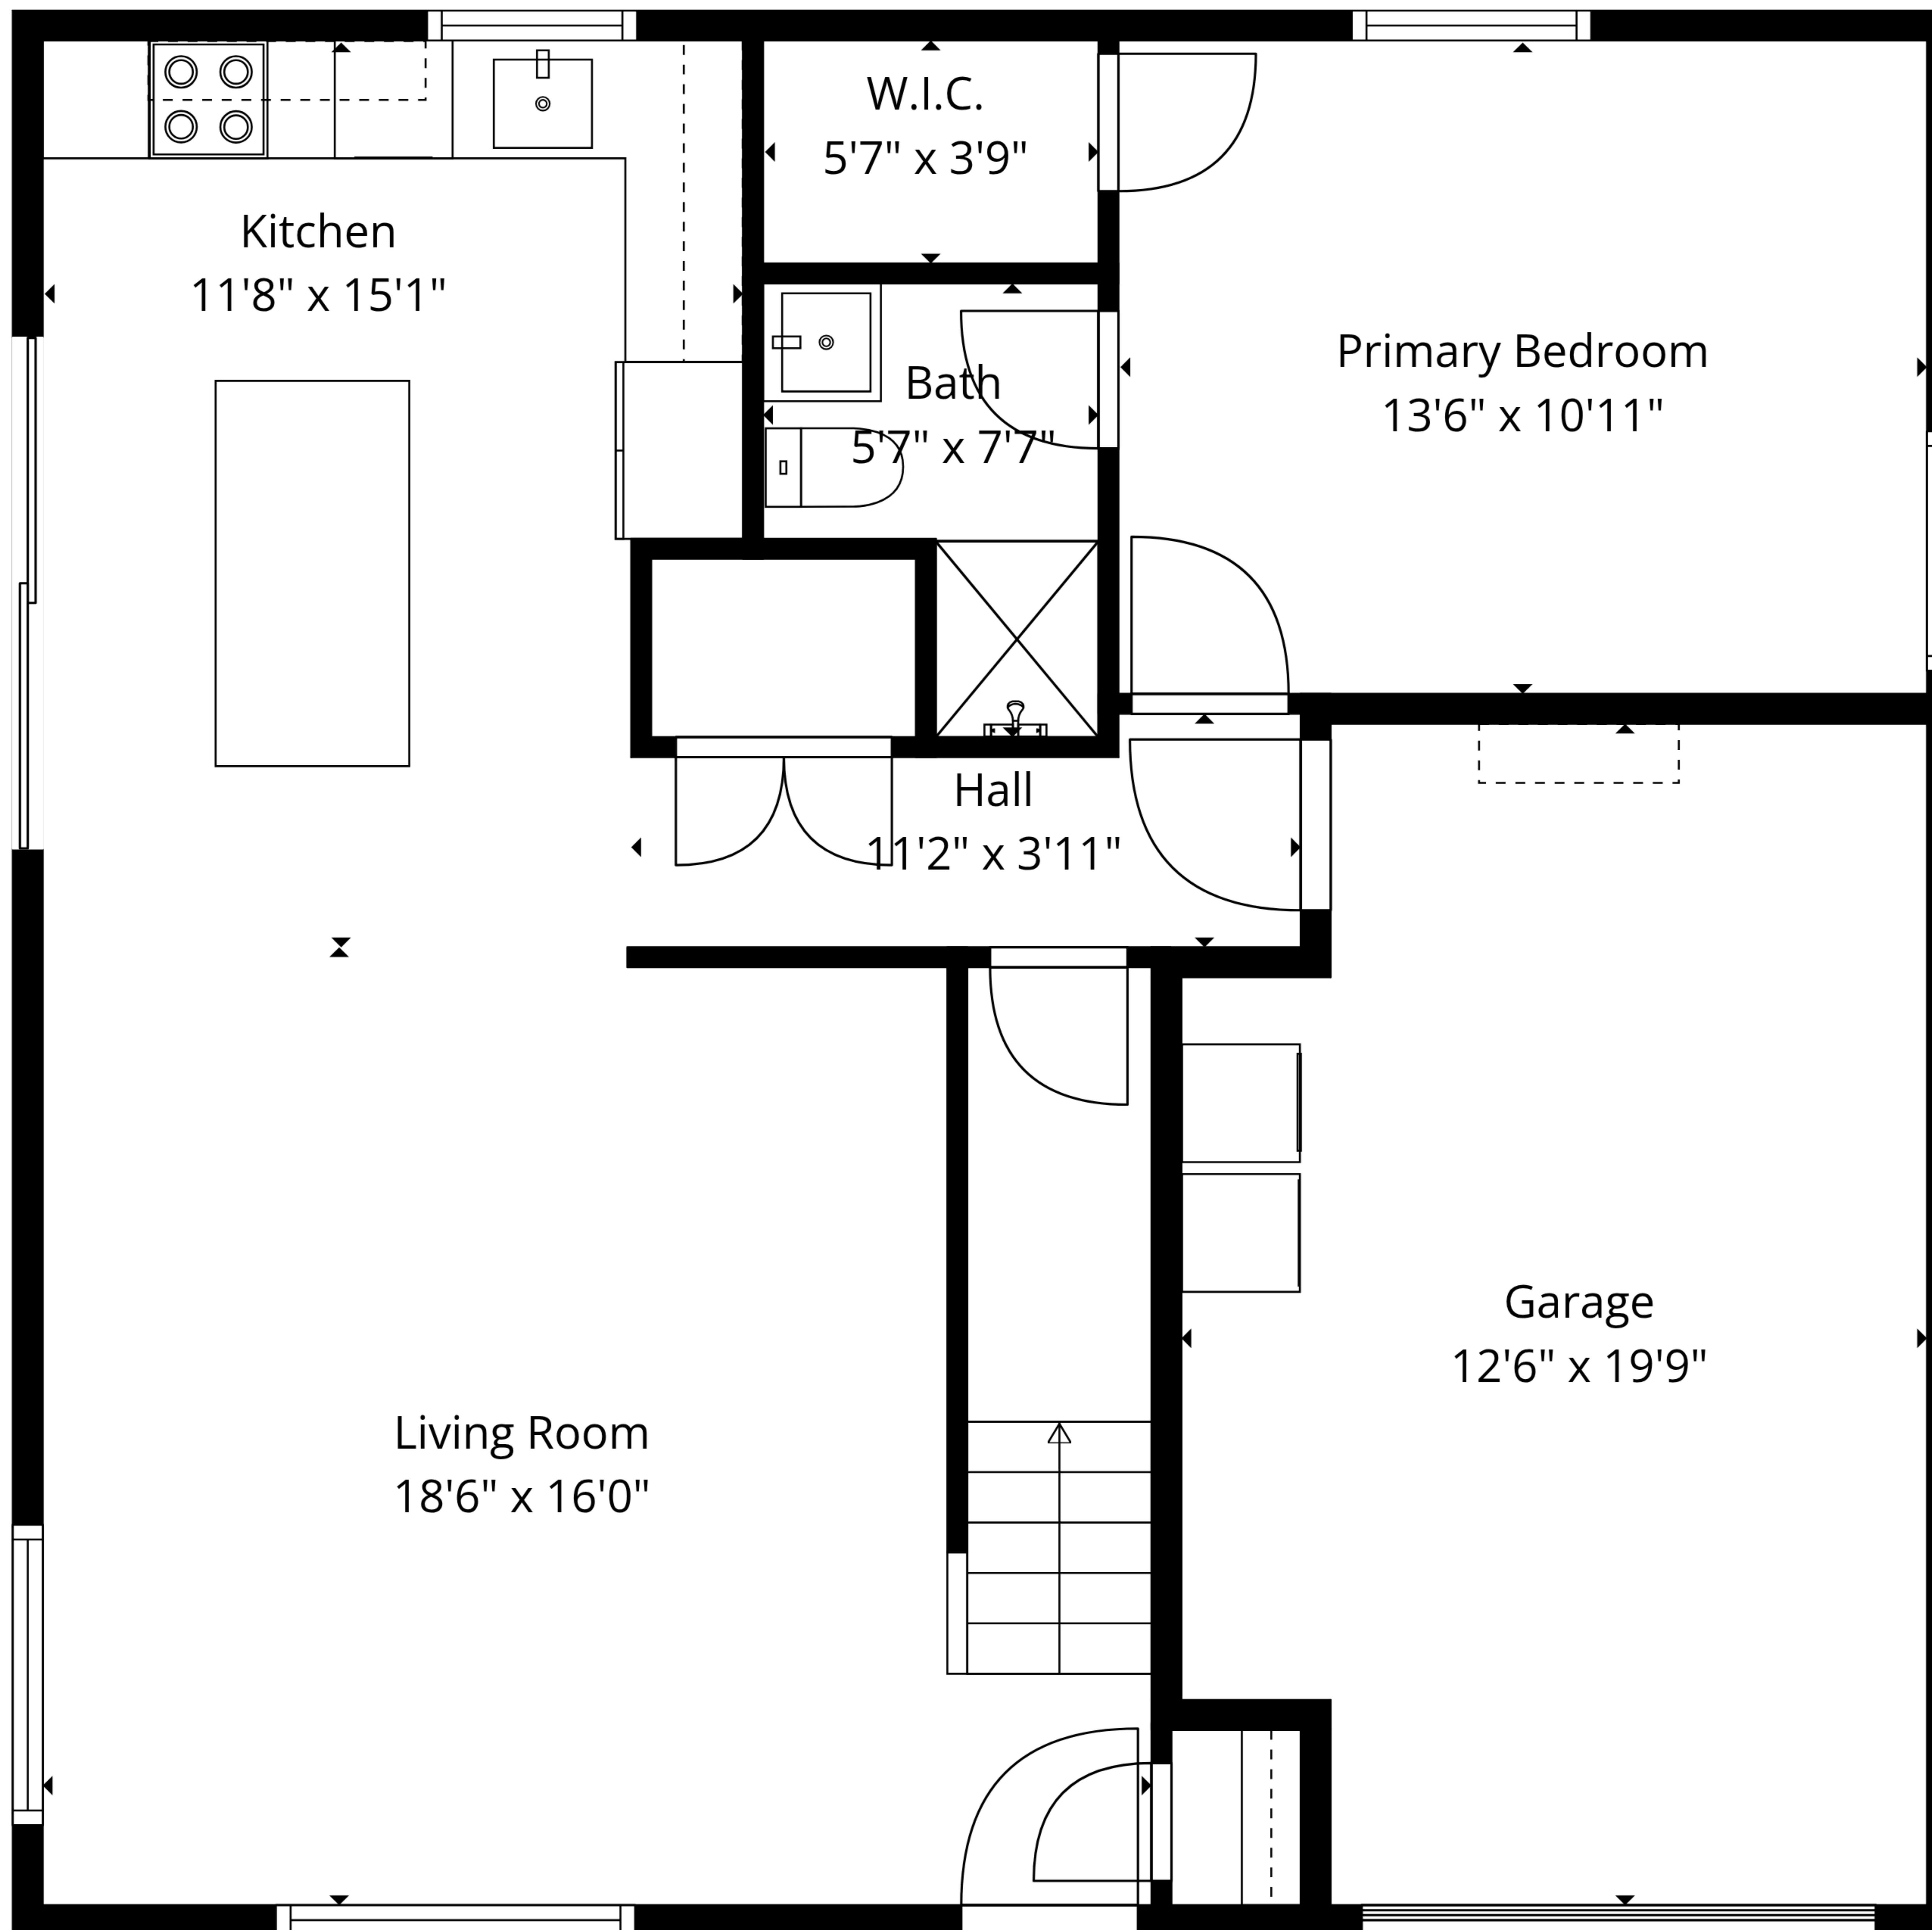 W.I.C.
5'7" x 3'9"
Kitchen
11'8" x 15'1"
Primary Bedroom
13'6" x 10'11"
Bath
5'7" x 7'7"
Hall
11'2" x 3'11"
Garage
12'6" x 19'9"
Living Room
18'6" x 16'0"